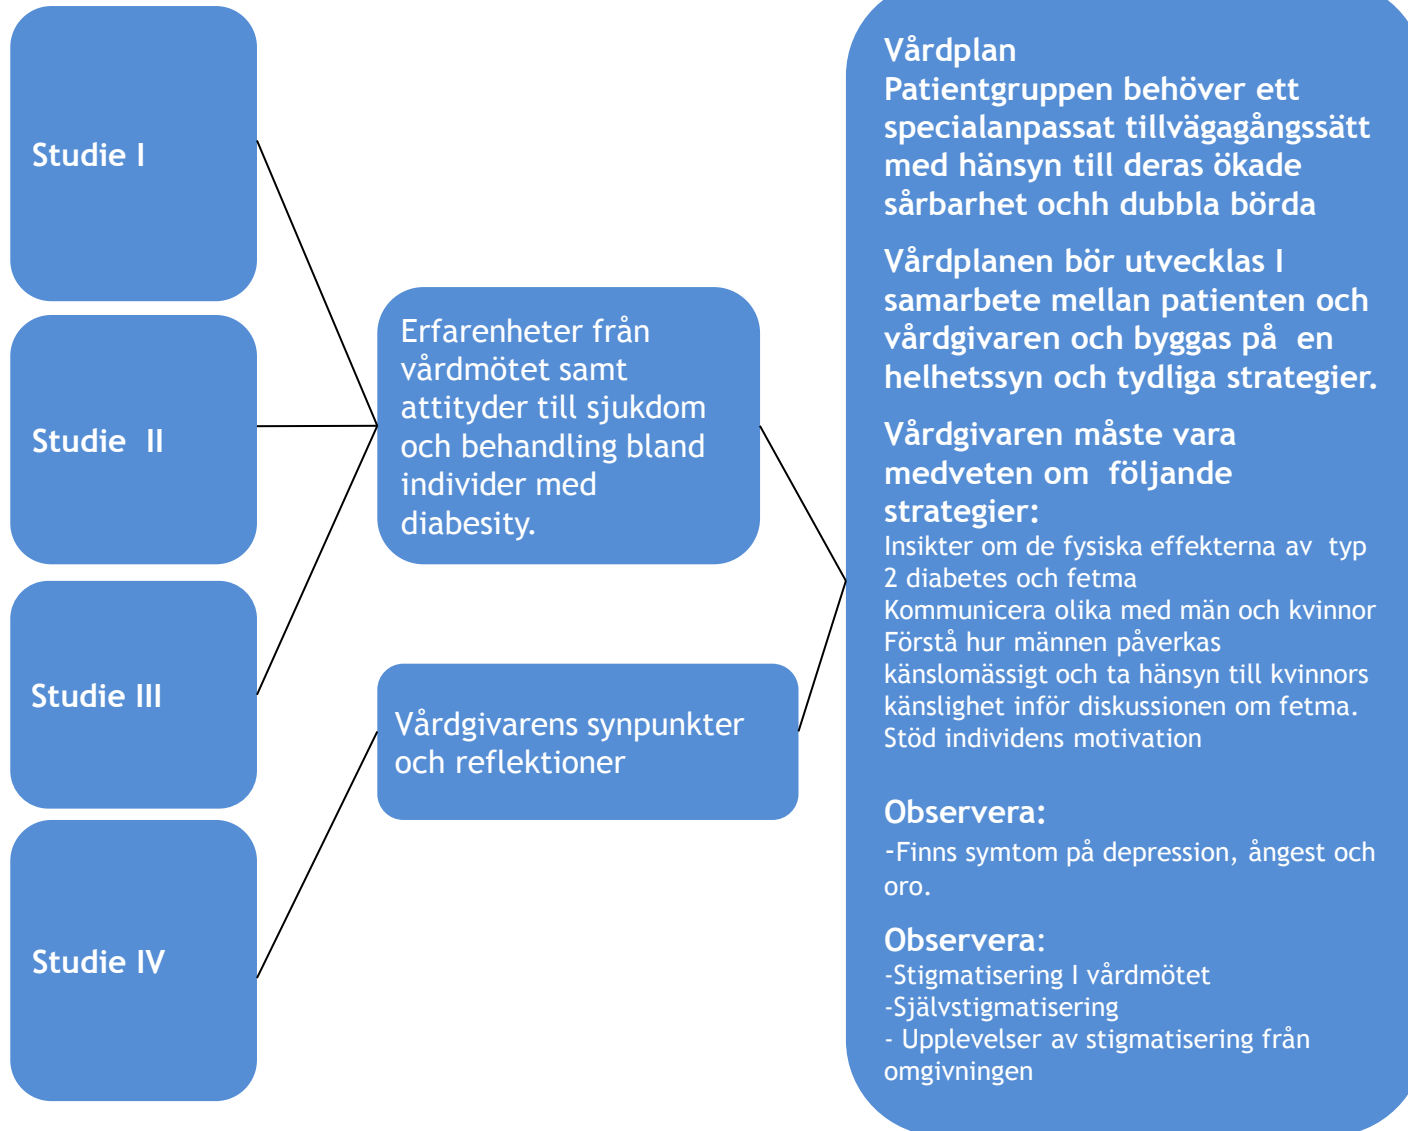 Studie I
Studie  II
Studie III
Studie IV
Erfarenheter från
vårdmötet samt
attityder till sjukdom
och behandling bland
individer med
diabesity.
Vårdgivarens synpunkter
och reflektioner
Vårdplan
Patientgruppen behöver ett
specialanpassat tillvägagångssätt
med hänsyn till deras ökade
sårbarhet ochh dubbla börda
Vårdplanen bör utvecklas I
samarbete mellan patienten och
vårdgivaren och byggas på  en
helhetssyn och tydliga strategier.
Vårdgivaren måste vara
medveten om  följande
strategier:
Insikter om de fysiska effekterna av  typ
2 diabetes och fetma
Kommunicera olika med män och kvinnor
Förstå hur männen påverkas
känslomässigt och ta hänsyn till kvinnors
känslighet inför diskussionen om fetma.
Stöd individens motivation
Observera:
-Finns symtom på depression, ångest och
oro.
Observera:
-Stigmatisering I vårdmötet
-Självstigmatisering
- Upplevelser av stigmatisering från
omgivningen